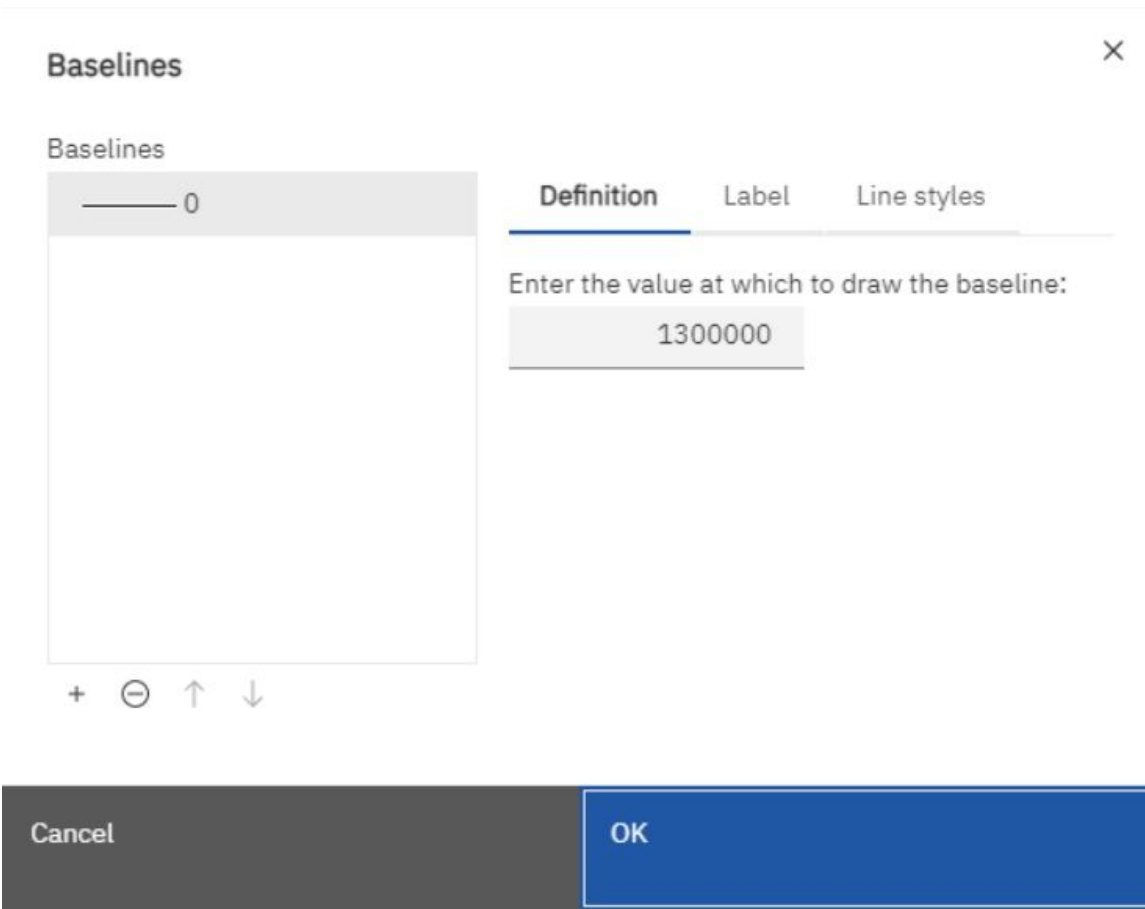 Baselines
Baselines
0
Definition Label Line styles
Enter the value at which to draw the baseline:
1300000
Cancel
OK